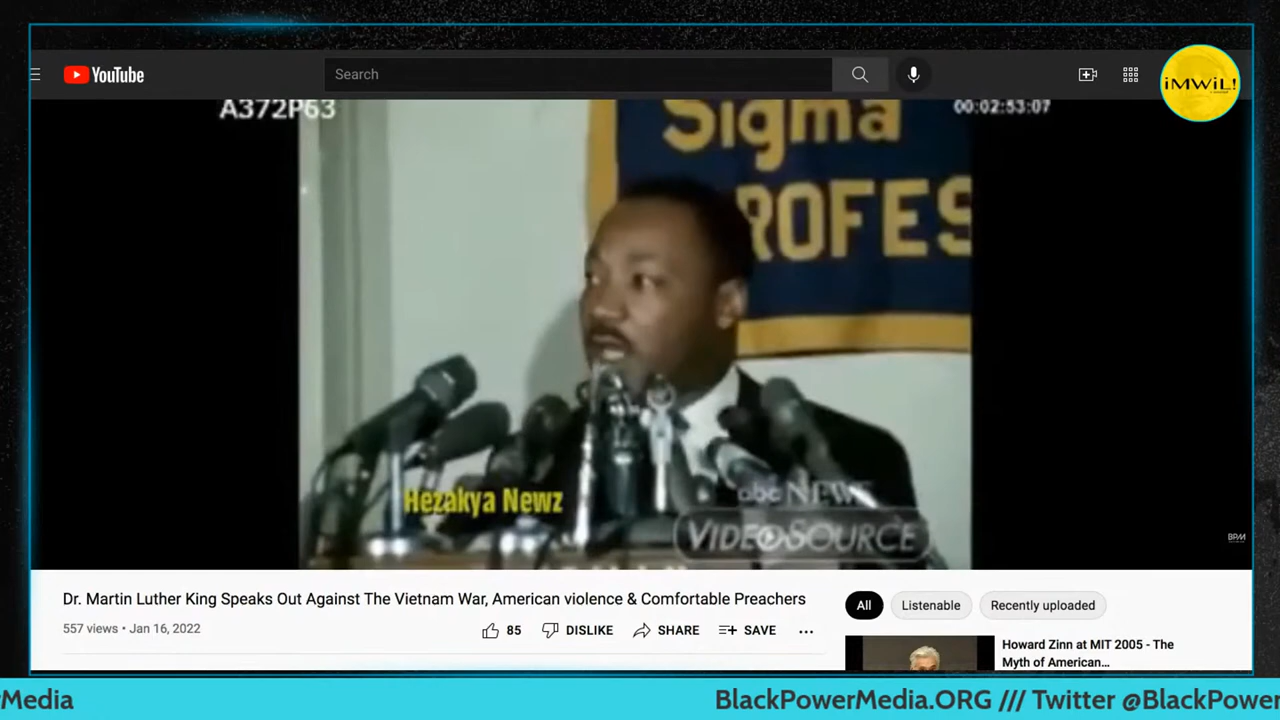 YouTube
Search
iMWiL!
A372P63
00:02:53:07
Sigma
ROFES
Hezakya Newz
abc NEWS
VIDEOSOURCE
BPM
Dr. Martin Luther King Speaks Out Against The Vietnam War, American violence & Comfortable Preachers
557 views • Jan 16, 2022
85
DISLIKE
SHARE
SAVE
All
Listenable
Recently uploaded
Howard Zinn at MIT 2005 - The
Myth of American...
rMedia
BlackPowerMedia.ORG /// Twitter @BlackPower